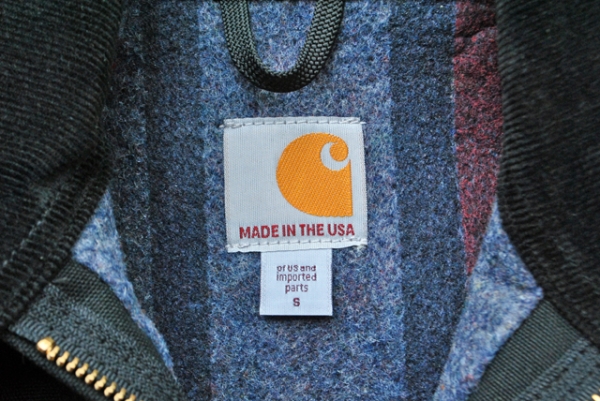 MADE IN THE USA
of US and
imported
parts
S